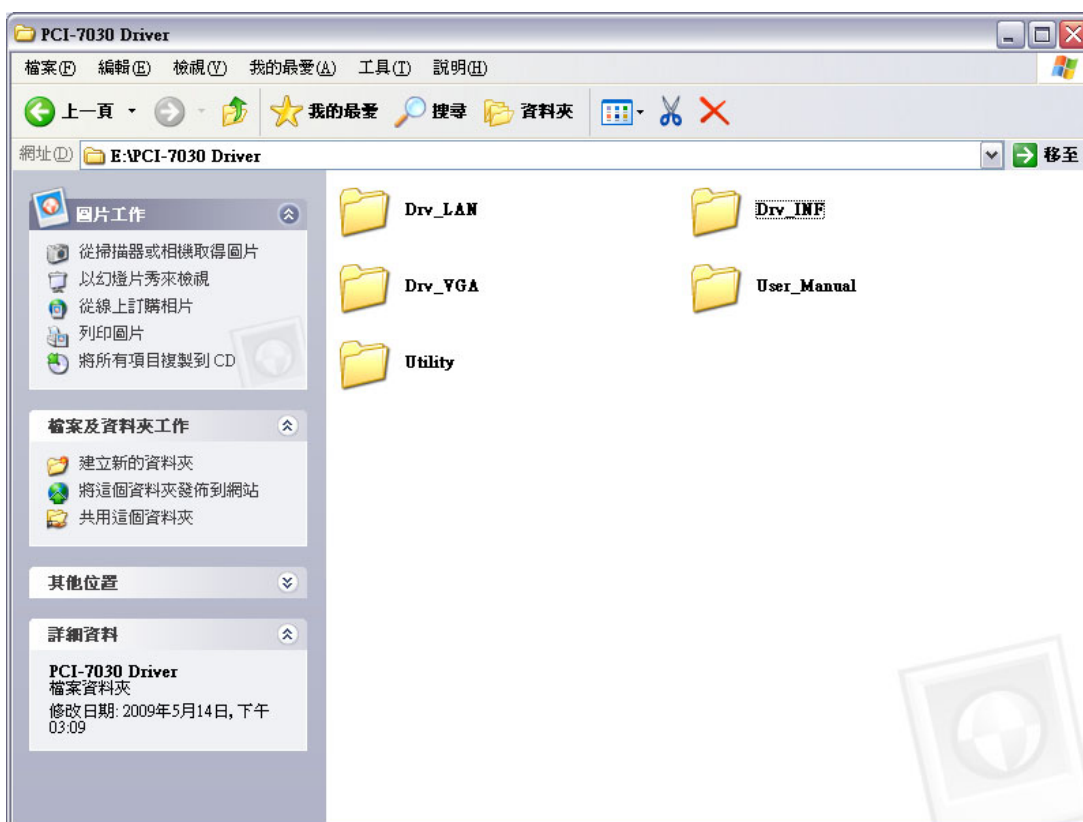 PCI-7030 Driver
檔案(F) 編輯(E) 檢視(V) 我的最愛(A) 工具(T) 說明(H)
上一頁 我的最愛 搜尋 資料夾
網址(D) E:\PCI-7030 Driver 移至
圖片工作
從掃描器或相機取得圖片
以幻燈片秀來檢視
從線上訂購相片
列印圖片
將所有項目複製到 CD
檔案及資料夾工作
建立新的資料夾
將這個資料夾發佈到網站
共用這個資料夾
其他位置
詳細資料
PCI-7030 Driver
檔案資料夾
修改日期: 2009年5月14日, 下午
03:09
Drv_LAN
Drv_INF
Drv_VGA
User_Manual
Utility